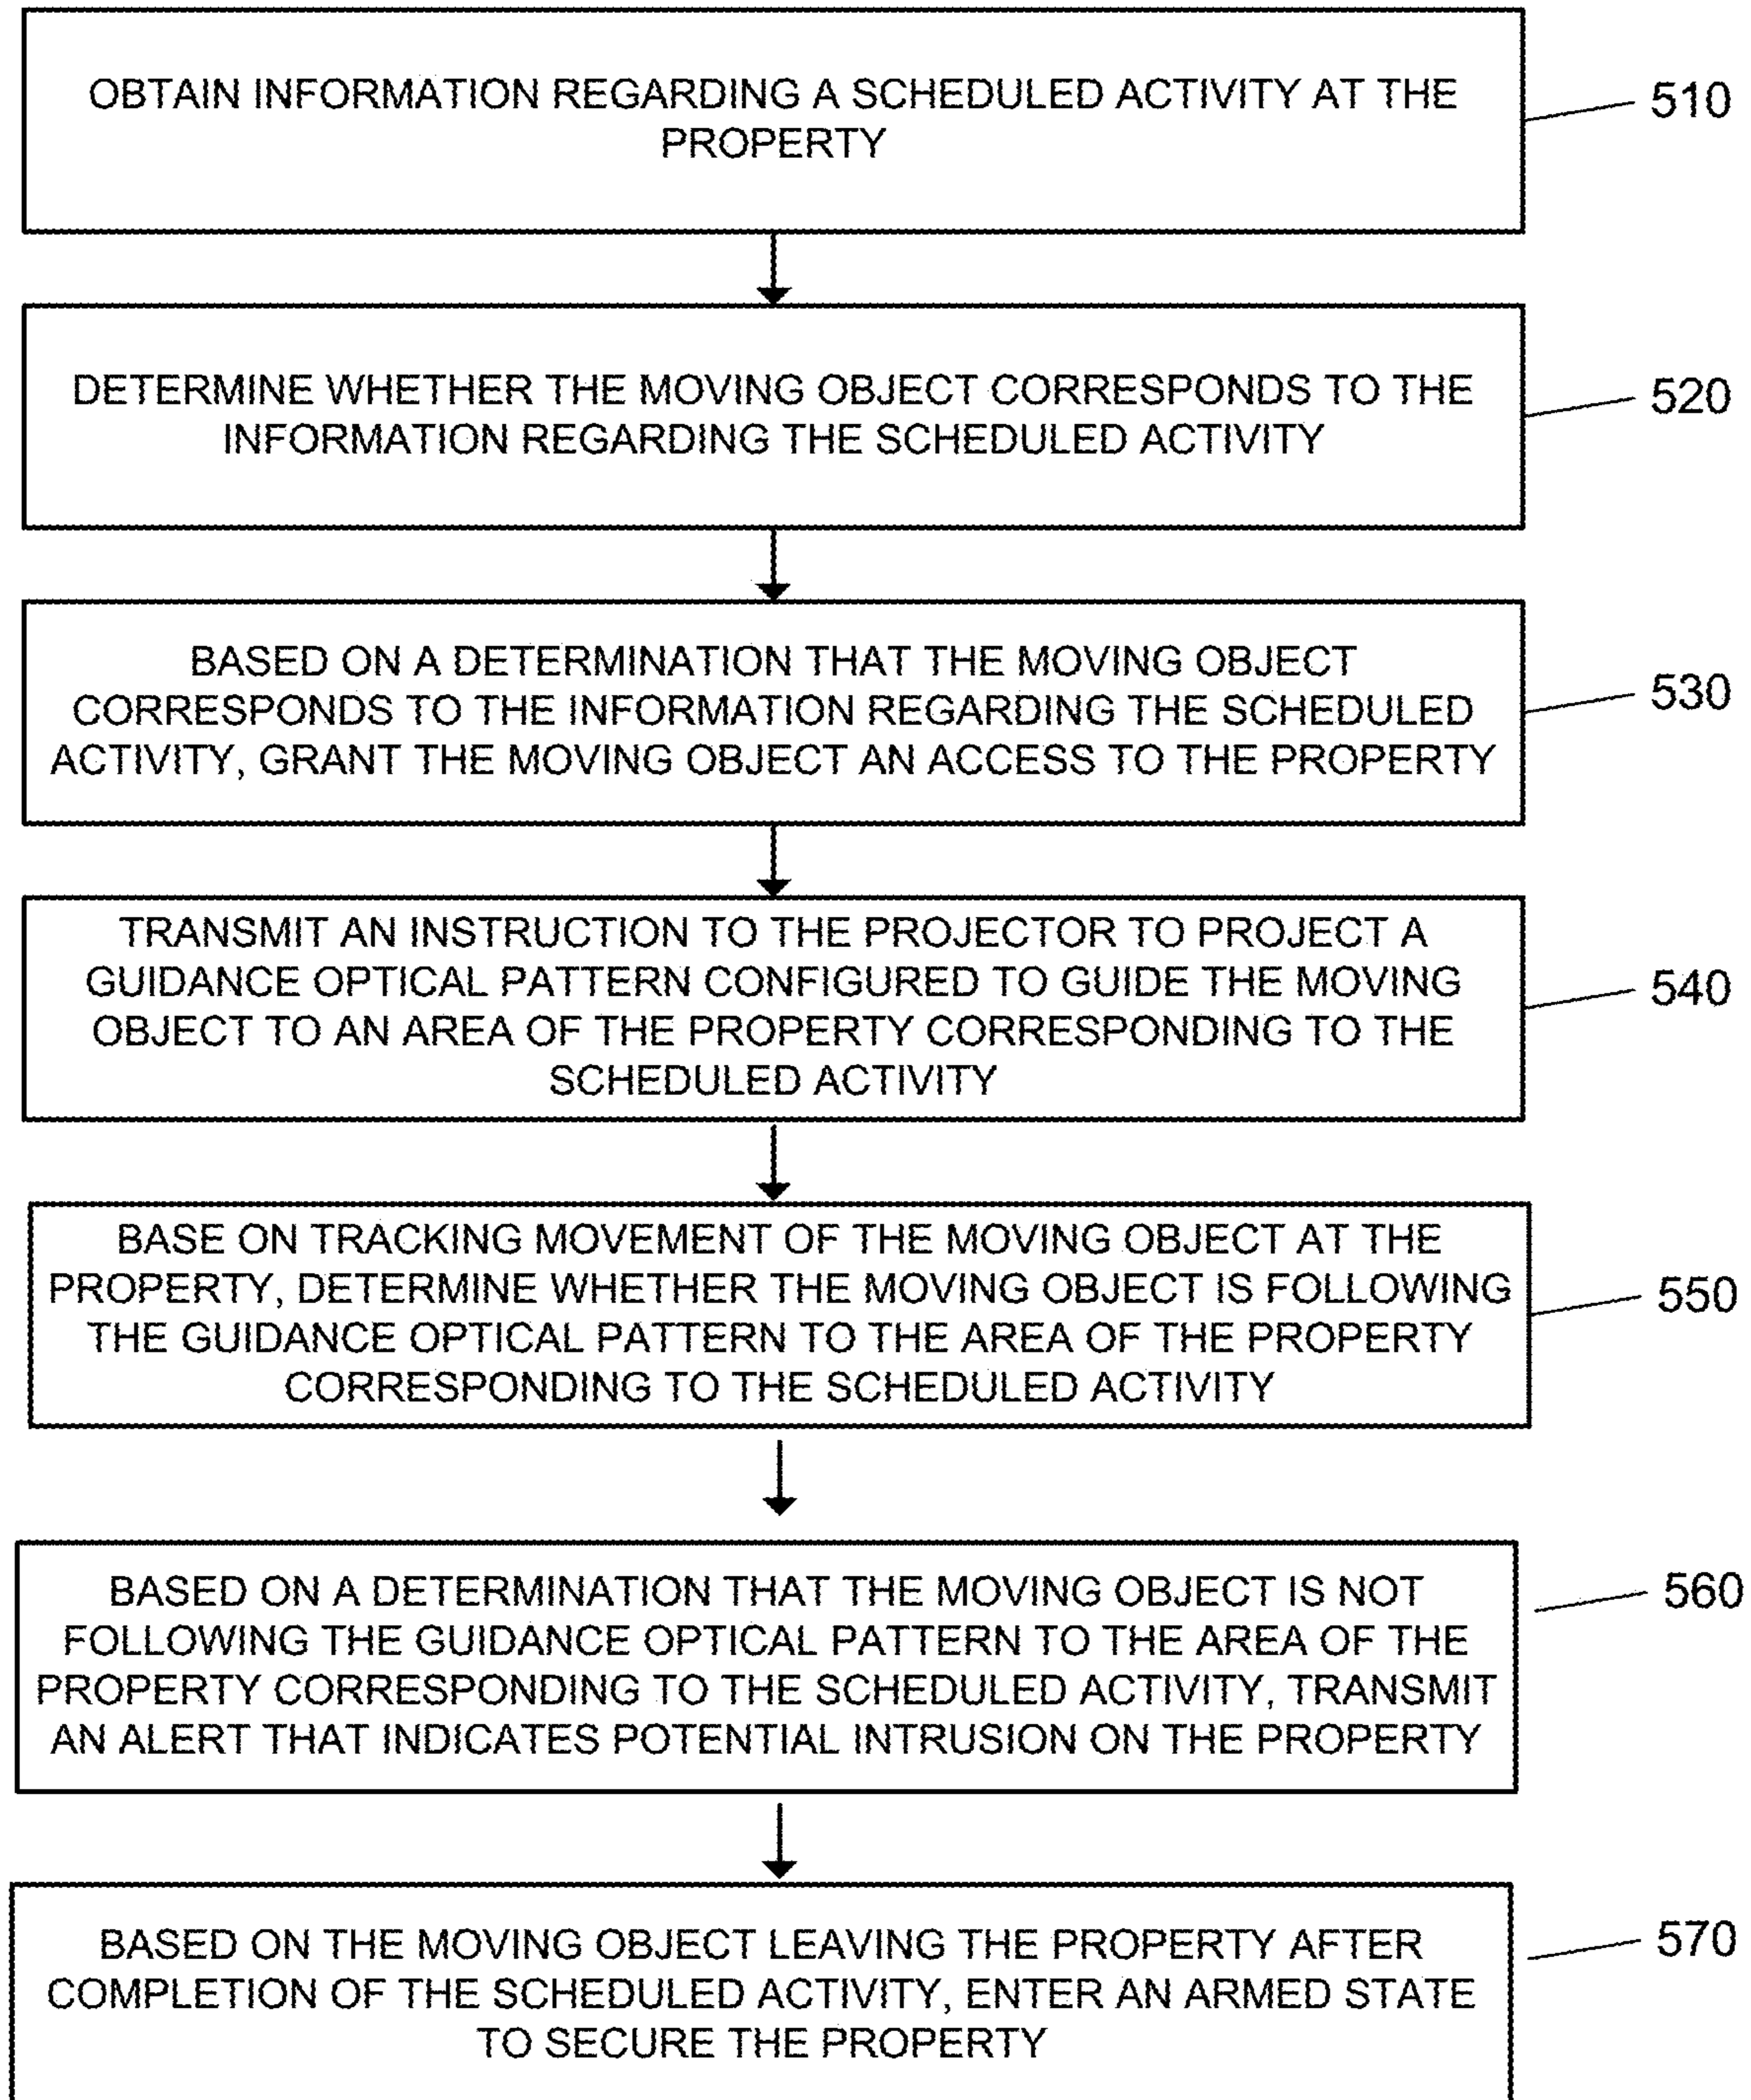 OBTAIN INFORMATION REGARDING A SCHEDULED ACTIVITY AT THE
PROPERTY
510
DETERMINE WHETHER THE MOVING OBJECT CORRESPONDS TO THE
INFORMATION REGARDING THE SCHEDULED ACTIVITY
520
BASED ON A DETERMINATION THAT THE MOVING OBJECT
CORRESPONDS TO THE INFORMATION REGARDING THE SCHEDULED
ACTIVITY, GRANT THE MOVING OBJECT AN ACCESS TO THE PROPERTY
530
TRANSMIT AN INSTRUCTION TO THE PROJECTOR TO PROJECT A
GUIDANCE OPTICAL PATTERN CONFIGURED TO GUIDE THE MOVING
OBJECT TO AN AREA OF THE PROPERTY CORRESPONDING TO THE
SCHEDULED ACTIVITY
540
BASE ON TRACKING MOVEMENT OF THE MOVING OBJECT AT THE
PROPERTY, DETERMINE WHETHER THE MOVING OBJECT IS FOLLOWING
THE GUIDANCE OPTICAL PATTERN TO THE AREA OF THE PROPERTY
CORRESPONDING TO THE SCHEDULED ACTIVITY
550
BASED ON A DETERMINATION THAT THE MOVING OBJECT IS NOT
FOLLOWING THE GUIDANCE OPTICAL PATTERN TO THE AREA OF THE
PROPERTY CORRESPONDING TO THE SCHEDULED ACTIVITY, TRANSMIT
AN ALERT THAT INDICATES POTENTIAL INTRUSION ON THE PROPERTY
560
BASED ON THE MOVING OBJECT LEAVING THE PROPERTY AFTER
COMPLETION OF THE SCHEDULED ACTIVITY, ENTER AN ARMED STATE
TO SECURE THE PROPERTY
570